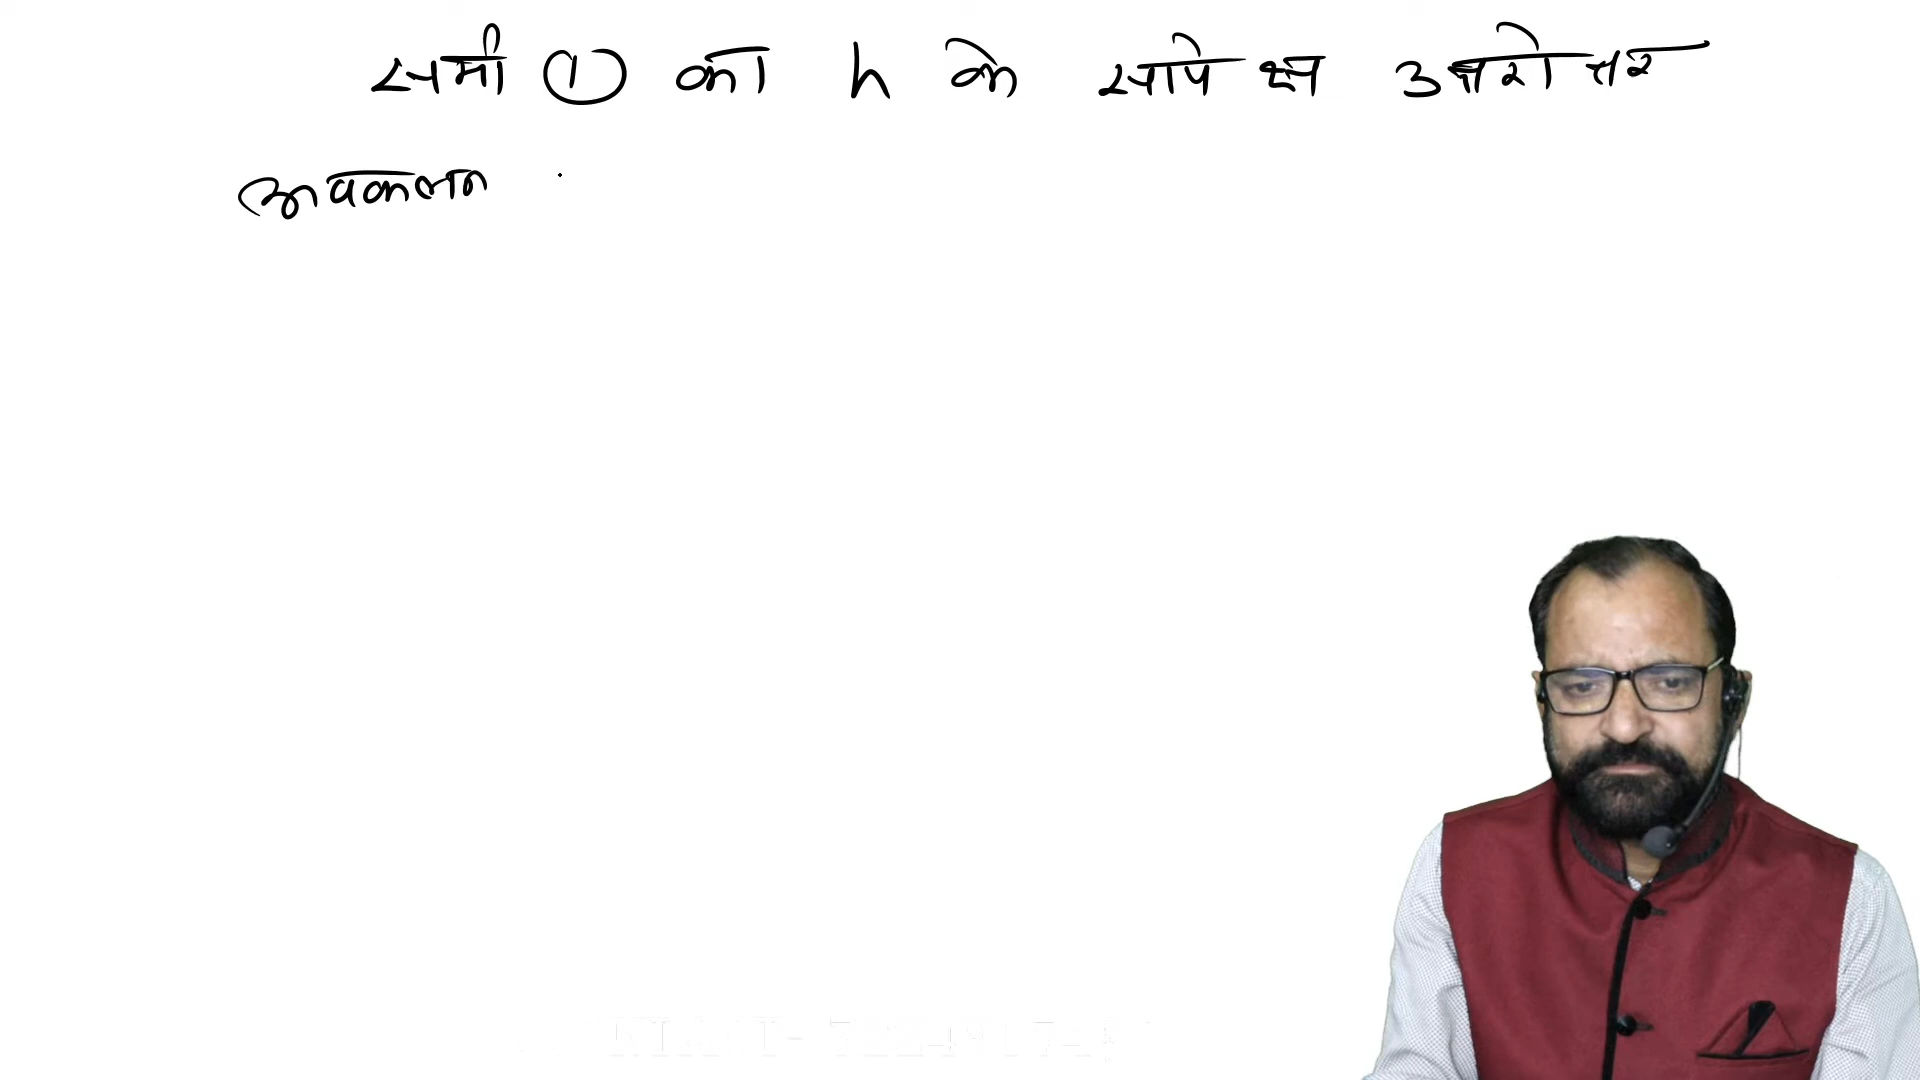 समी ① का h के सापेक्ष उत्तरोत्तर
अवकलन